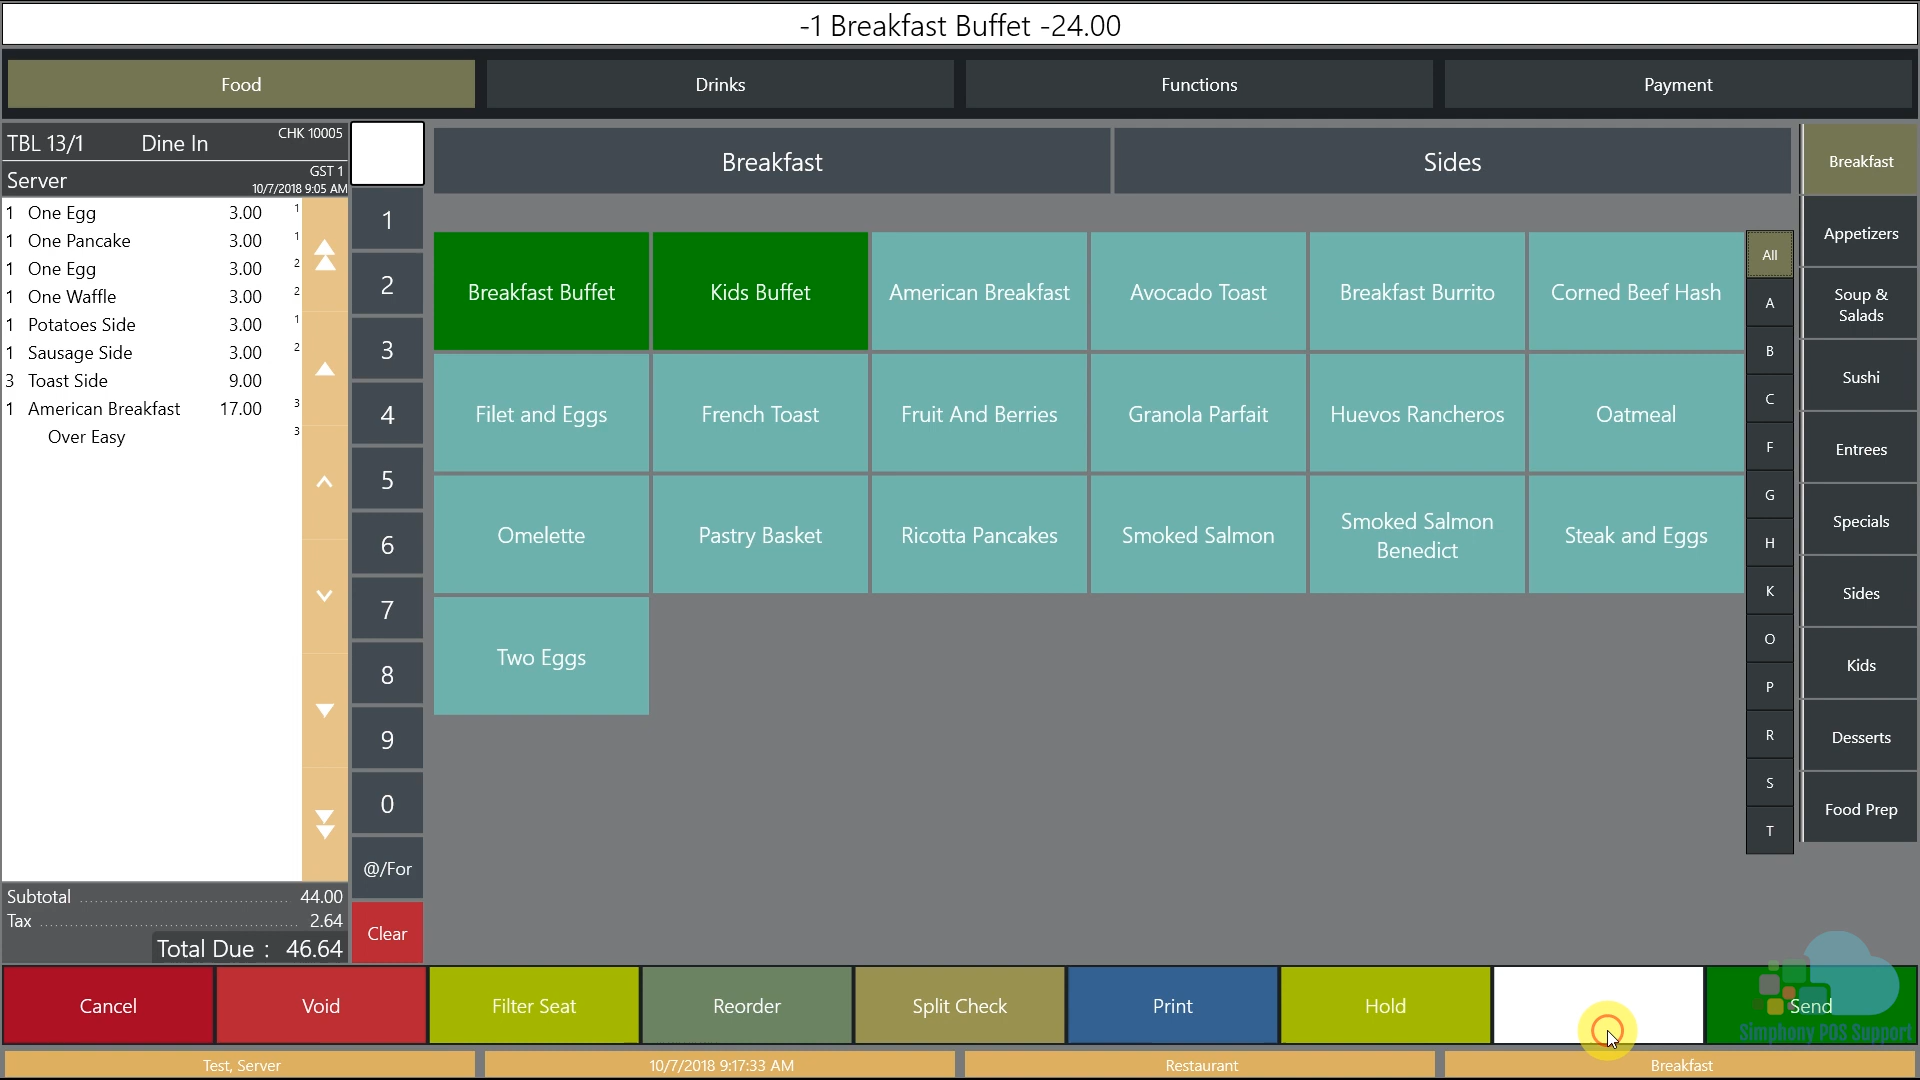 -1 Breakfast Buffet -24.00
Food
Drinks
Functions
Payment
TBL 13/1 Dine In CHK 10005
Server GST 1
10/7/2018 9:05 AM
1 One Egg 3.00 1
1 One Pancake 3.00 1
1 One Egg 3.00 2
1 One Waffle 3.00 2
1 Potatoes Side 3.00 1
1 Sausage Side 3.00 2
3 Toast Side 9.00
1 American Breakfast 17.00 3
Over Easy 3
Subtotal 44.00
Tax 2.64
Total Due : 46.64
1
2
3
4
5
6
7
8
9
0
@/For
Clear
Breakfast
Sides
Breakfast Buffet
Kids Buffet
American Breakfast
Avocado Toast
Breakfast Burrito
Corned Beef Hash
Filet and Eggs
French Toast
Fruit And Berries
Granola Parfait
Huevos Rancheros
Oatmeal
Omelette
Pastry Basket
Ricotta Pancakes
Smoked Salmon
Smoked Salmon
Benedict
Steak and Eggs
Two Eggs
All
A
B
C
F
G
H
K
O
P
R
S
T
Breakfast
Appetizers
Soup &
Salads
Sushi
Entrees
Specials
Sides
Kids
Desserts
Food Prep
Cancel
Void
Filter Seat
Reorder
Split Check
Print
Hold
Send
Simphony POS Support
Test, Server
10/7/2018 9:17:33 AM
Restaurant
Breakfast